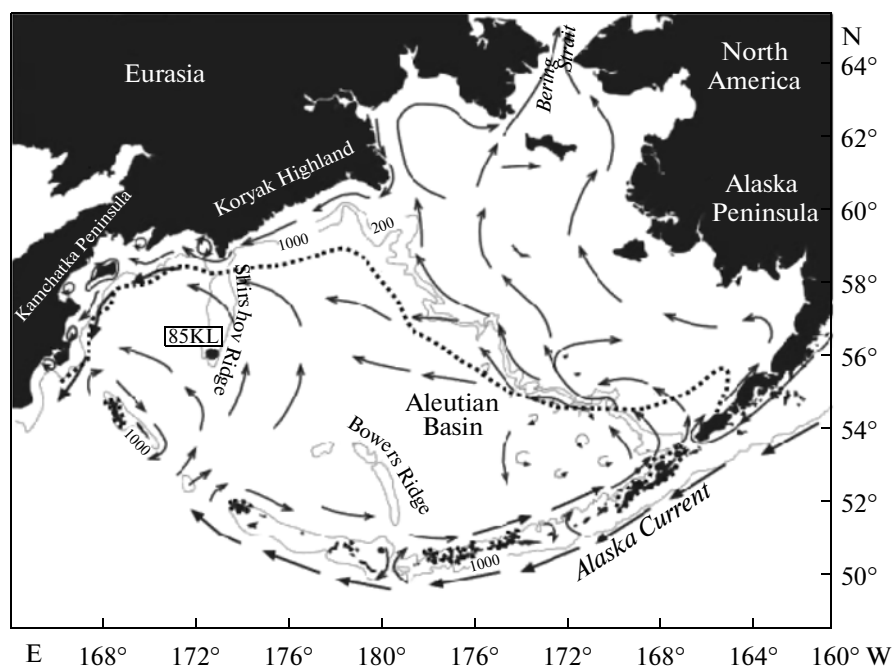 Eurasia
Bering
Strait
North
America
N
64°
62°
Koryak Highland
Alaska
Peninsula
60°
200
1000
Kamchatka Peninsula
58°
Shirshov Ridge
85KL
56°
Aleutian
Basin
Bowers Ridge
1000
54°
52°
Alaska Current
1000
50°
E 168° 172° 176° 180° 176° 172° 168° 164° 160° W